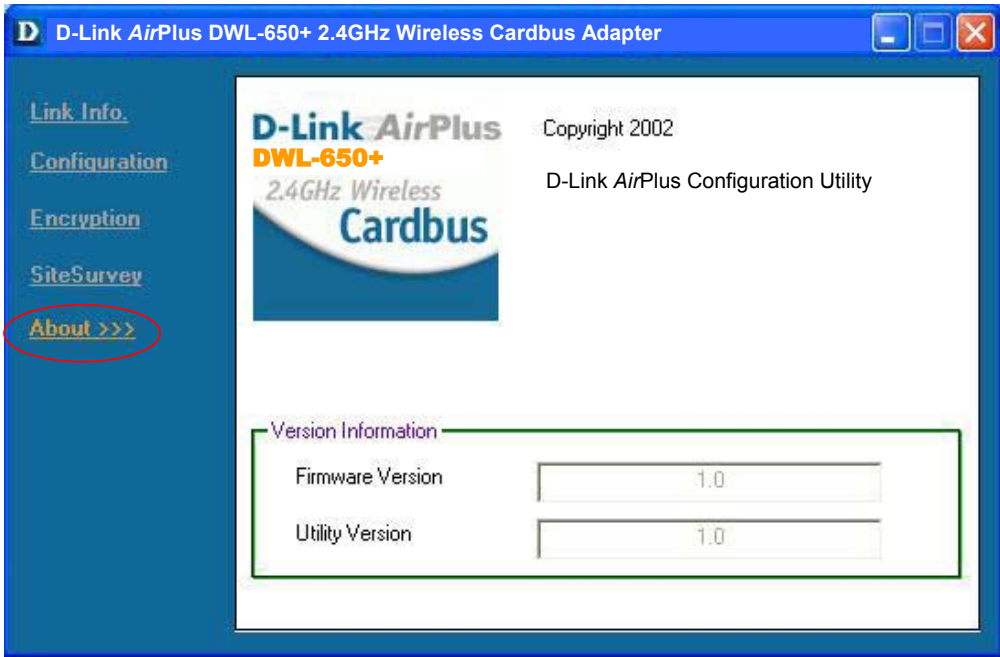 D D-Link AirPlus DWL-650+ 2.4GHz Wireless Cardbus Adapter
Link Info.
Configuration
Encryption
SiteSurvey
About >>>
D-Link AirPlus
DWL-650+
2.4GHz Wireless
Cardbus
Copyright 2002
D-Link AirPlus Configuration Utility
Version Information
Firmware Version 1.0
Utility Version 1.0